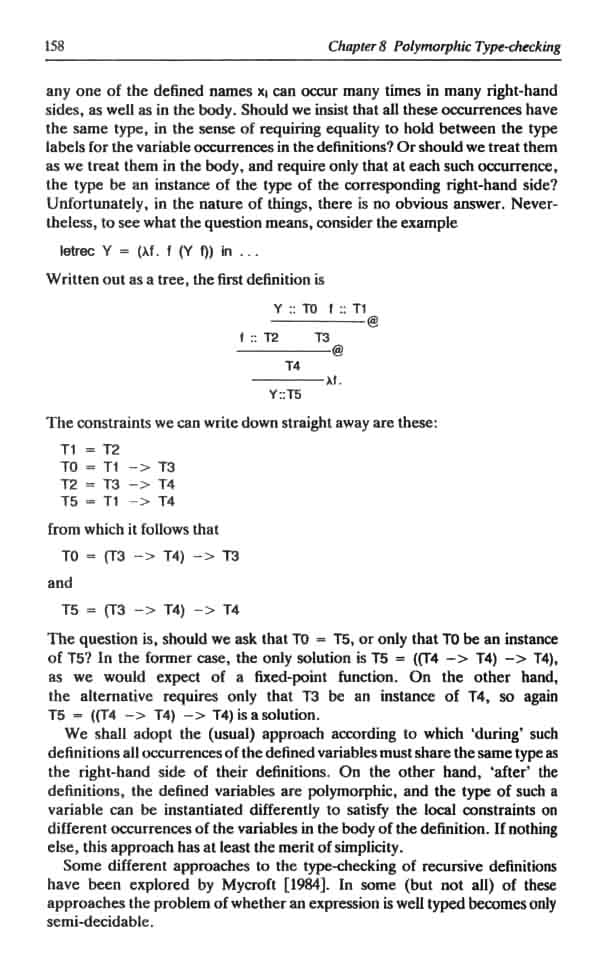 158
Chapter 8 Polymorphic Type-checking
any one of the defined names xᵢ can occur many times in many right-hand
sides, as well as in the body. Should we insist that all these occurrences have
the same type, in the sense of requiring equality to hold between the type
labels for the variable occurrences in the definitions? Or should we treat them
as we treat them in the body, and require only that at each such occurrence,
the type be an instance of the type of the corresponding right-hand side?
Unfortunately, in the nature of things, there is no obvious answer. Never-
theless, to see what the question means, consider the example
letrec Y = (λf. f (Y f)) in ...
Written out as a tree, the first definition is
Y :: T0 f :: T1
@
f :: T2 T3
@
T4
λf.
Y::T5
The constraints we can write down straight away are these:
T1 = T2
T0 = T1 -> T3
T2 = T3 -> T4
T5 = T1 -> T4
from which it follows that
T0 = (T3 -> T4) -> T3
and
T5 = (T3 -> T4) -> T4
The question is, should we ask that T0 = T5, or only that T0 be an instance
of T5? In the former case, the only solution is T5 = ((T4 -> T4) -> T4),
as we would expect of a fixed-point function. On the other hand,
the alternative requires only that T3 be an instance of T4, so again
T5 = ((T4 -> T4) -> T4) is a solution.
We shall adopt the (usual) approach according to which 'during' such
definitions all occurrences of the defined variables must share the same type as
the right-hand side of their definitions. On the other hand, 'after' the
definitions, the defined variables are polymorphic, and the type of such a
variable can be instantiated differently to satisfy the local constraints on
different occurrences of the variables in the body of the definition. If nothing
else, this approach has at least the merit of simplicity.
Some different approaches to the type-checking of recursive definitions
have been explored by Mycroft [1984]. In some (but not all) of these
approaches the problem of whether an expression is well typed becomes only
semi-decidable.